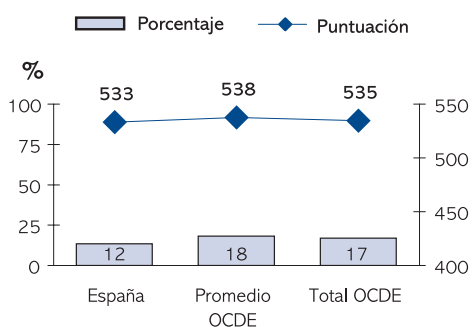 Porcentaje Puntuación
%
533 538 535
100 550
75 500
50
25 450
0 400
12 18 17
España Promedio OCDE Total OCDE